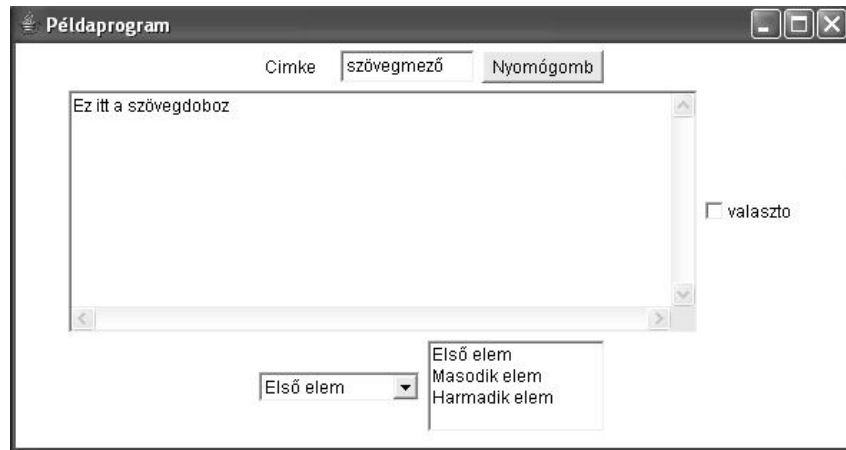 Példaprogram
Cimke szövegmező Nyomógomb
Ez itt a szövegdoboz
valaszto
Első elem
Első elem
Masodik elem
Harmadik elem